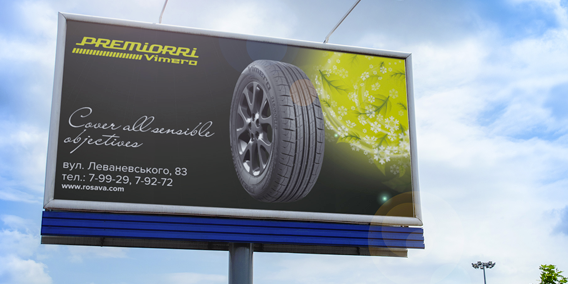 PREMIORRI
Vimero
Cover all sensible
objectives
вул. Леваневського, 83
тел.: 7-99-29, 7-92-72
www.rosava.com